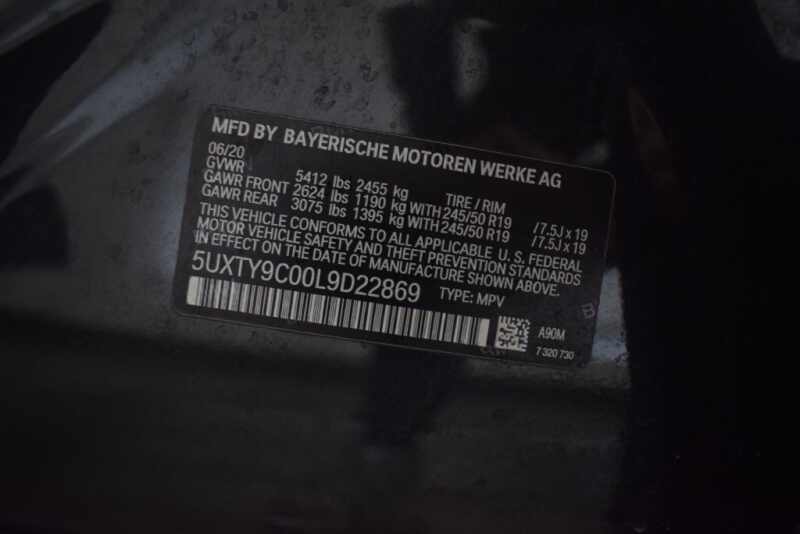 MFD BY BAYERISCHE MOTOREN WERKE AG
06/20
GVWR 5412 lbs 2455 kg TIRE / RIM
GAWR FRONT 2624 lbs 1190 kg WITH 245/50 R19 /7.5J x 19
GAWR REAR 3075 lbs 1395 kg WITH 245/50 R19 /7.5J x 19
THIS VEHICLE CONFORMS TO ALL APPLICABLE U. S. FEDERAL
MOTOR VEHICLE SAFETY AND THEFT PREVENTION STANDARDS
IN EFFECT ON THE DATE OF MANUFACTURE SHOWN ABOVE.
5UXTY9C00L9D22869 TYPE: MPV
A90M
7 320 730